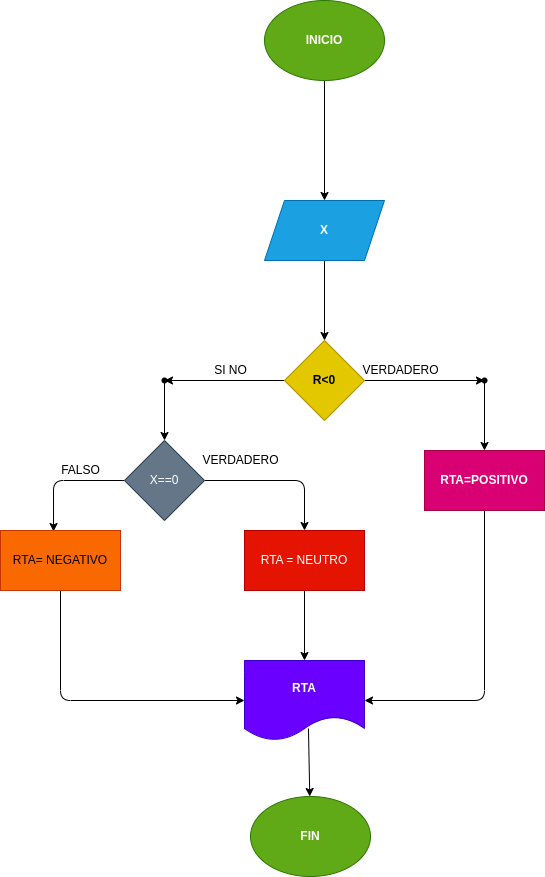 INICIO
X
R<0
SI NO
VERDADERO
X==0
FALSO
VERDADERO
RTA=POSITIVO
RTA= NEGATIVO
RTA = NEUTRO
RTA
FIN